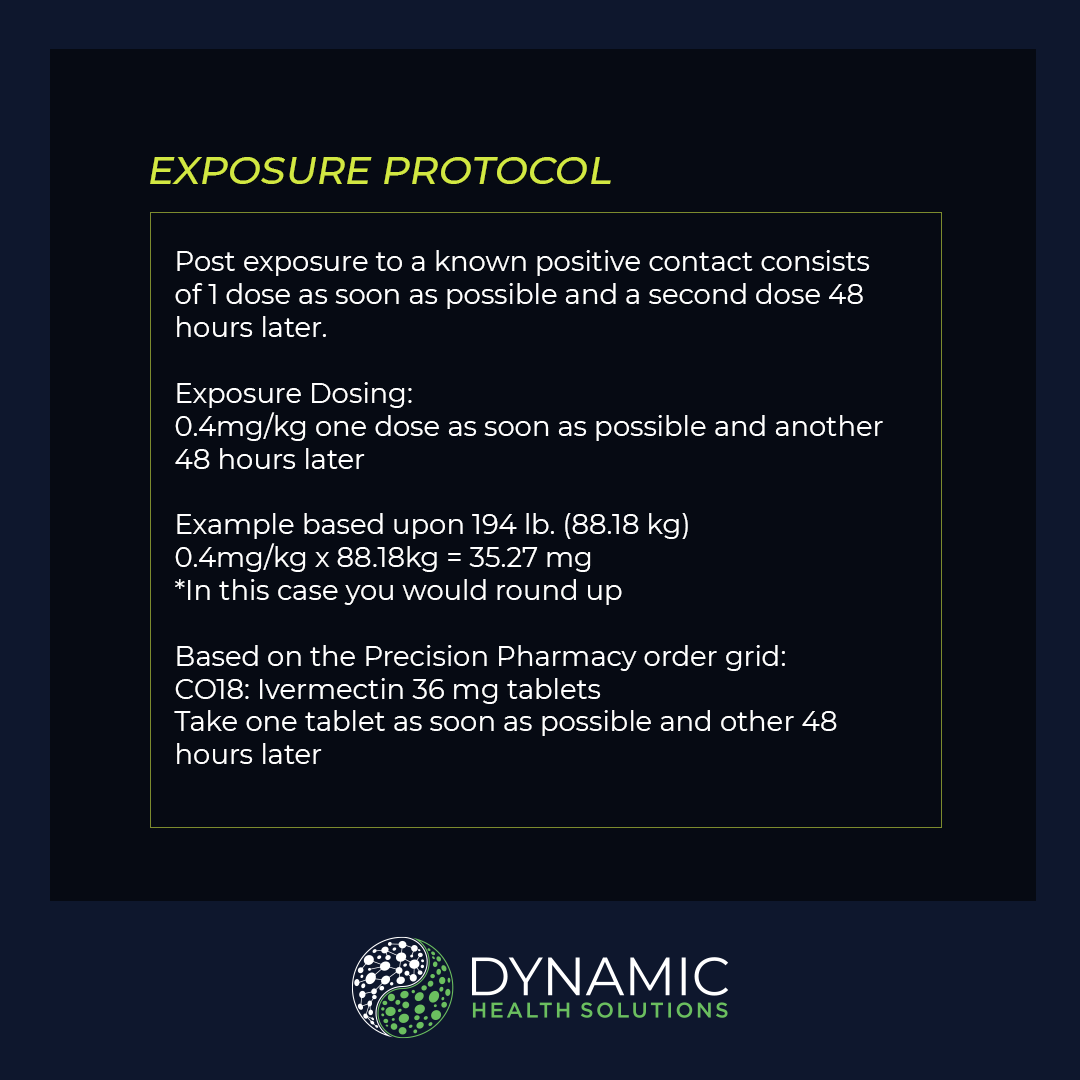 EXPOSURE PROTOCOL
Post exposure to a known positive contact consists
of 1 dose as soon as possible and a second dose 48
hours later.
Exposure Dosing:
0.4mg/kg one dose as soon as possible and another
48 hours later
Example based upon 194 lb. (88.18 kg)
0.4mg/kg x 88.18kg = 35.27 mg
*In this case you would round up
Based on the Precision Pharmacy order grid:
CO18: Ivermectin 36 mg tablets
Take one tablet as soon as possible and other 48
hours later
DYNAMIC
HEALTH SOLUTIONS